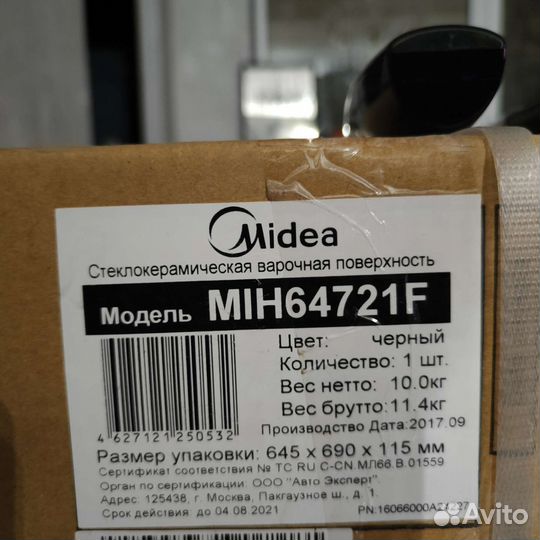 Midea
Стеклокерамическая варочная поверхность
Модель MIH64721F
Цвет: черный
Количество: 1 шт.
Вес нетто: 10.0кг
Вес брутто: 11.4кг
Производство Дата: 2017.09
4 627121 250532
Размер упаковки: 645 x 690 x 115 мм
Сертификат соответствия № TC RU C-CN.МЛ66.В.01559
Орган по сертификации: ООО "Авто Эксперт".
Адрес: 125438, г. Москва, Пакгаузное ш., д. 1.
Срок действия: до 04.08.2021
Avito